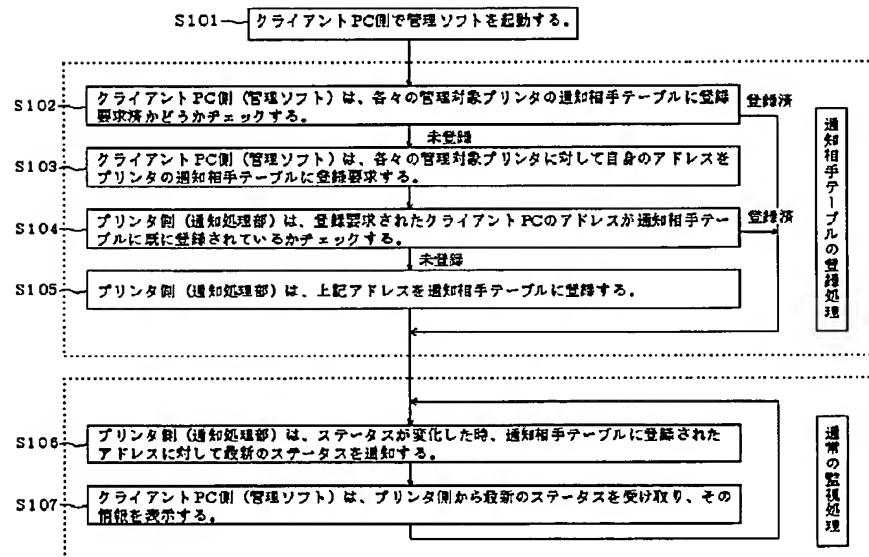 S101 クライアントPC側で管理ソフトを起動する。
S102 クライアントPC側（管理ソフト）は、各々の管理対象プリンタの通知相手テーブルに登録
要求済かどうかチェックする。
登録済
未登録
S103 クライアントPC側（管理ソフト）は、各々の管理対象プリンタに対して自身のアドレスを
プリンタの通知相手テーブルに登録要求する。
S104 プリンタ側（通知処理部）は、登録要求されたクライアントPCのアドレスが通知相手テー
ブルに既に登録されているかチェックする。
登録済
未登録
S105 プリンタ側（通知処理部）は、上記アドレスを通知相手テーブルに登録する。
通知相手テーブルの登録処理
S106 プリンタ側（通知処理部）は、ステータスが変化した時、通知相手テーブルに登録された
アドレスに対して最新のステータスを通知する。
S107 クライアントPC側（管理ソフト）は、プリンタ側から最新のステータスを受け取り、その
情報を表示する。
通常の監視処理